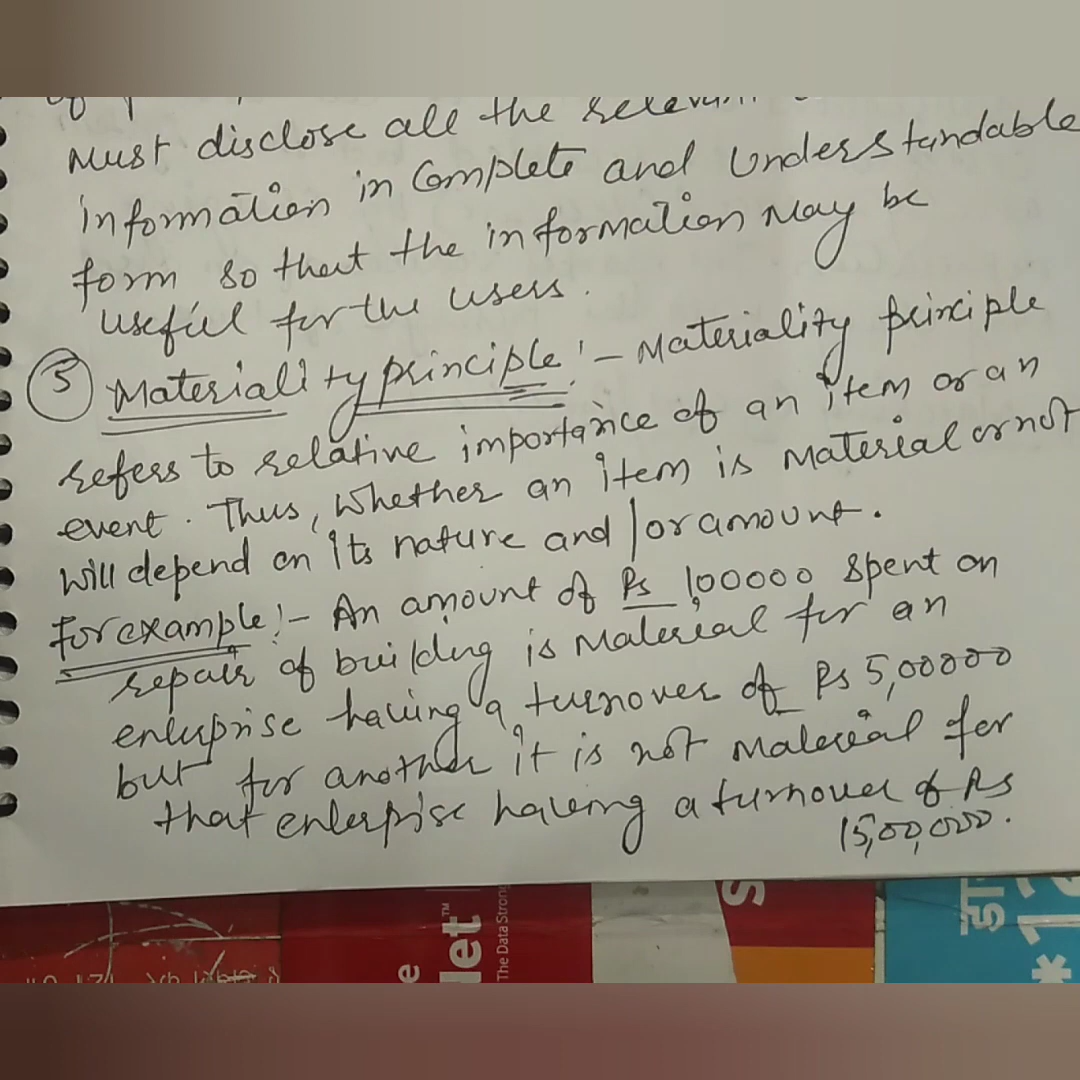 must disclose all the
information in Complete and Understandable
form so that the information may be
useful for the users.
5 Materiality principle :- Materiality principle
refers to relative importance of an item or an
event. Thus, whether an item is material or not
will depend on its nature and/or amount.
for example :- An amount of Rs 100000 spent on
repair of building is material for an
enterprise having a turnover of Rs 5,00000
but for another it is not material for
that enterprise having a turnover of Rs
15,00,000.
The Data Strong